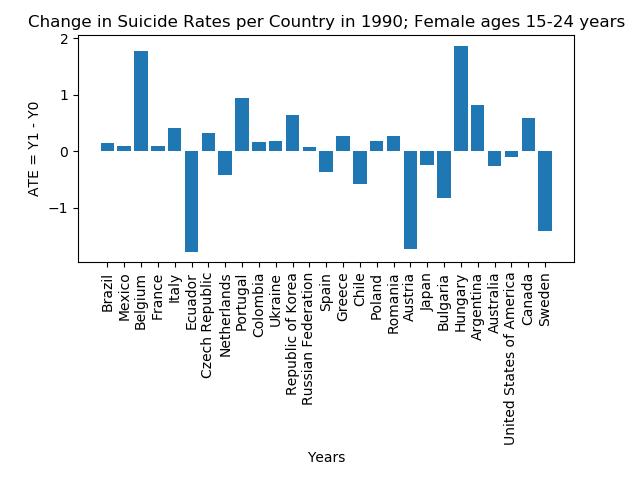 Change in Suicide Rates per Country in 1990; Female ages 15-24 years
ATE = Y1 - Y0
2
1
0
−1
Brazil
Mexico
Belgium
France
Italy
Ecuador
Czech Republic
Netherlands
Portugal
Colombia
Ukraine
Republic of Korea
Russian Federation
Spain
Greece
Chile
Poland
Romania
Austria
Japan
Bulgaria
Hungary
Argentina
Australia
United States of America
Canada
Sweden
Years